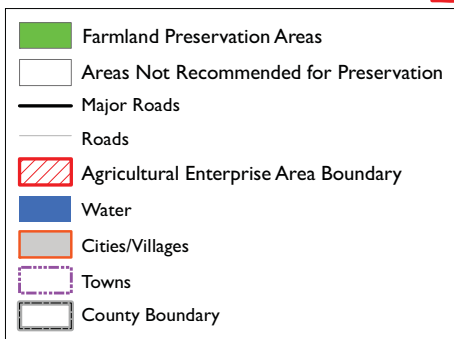 Farmland Preservation Areas
Areas Not Recommended for Preservation
Major Roads
Roads
Agricultural Enterprise Area Boundary
Water
Cities/Villages
Towns
County Boundary